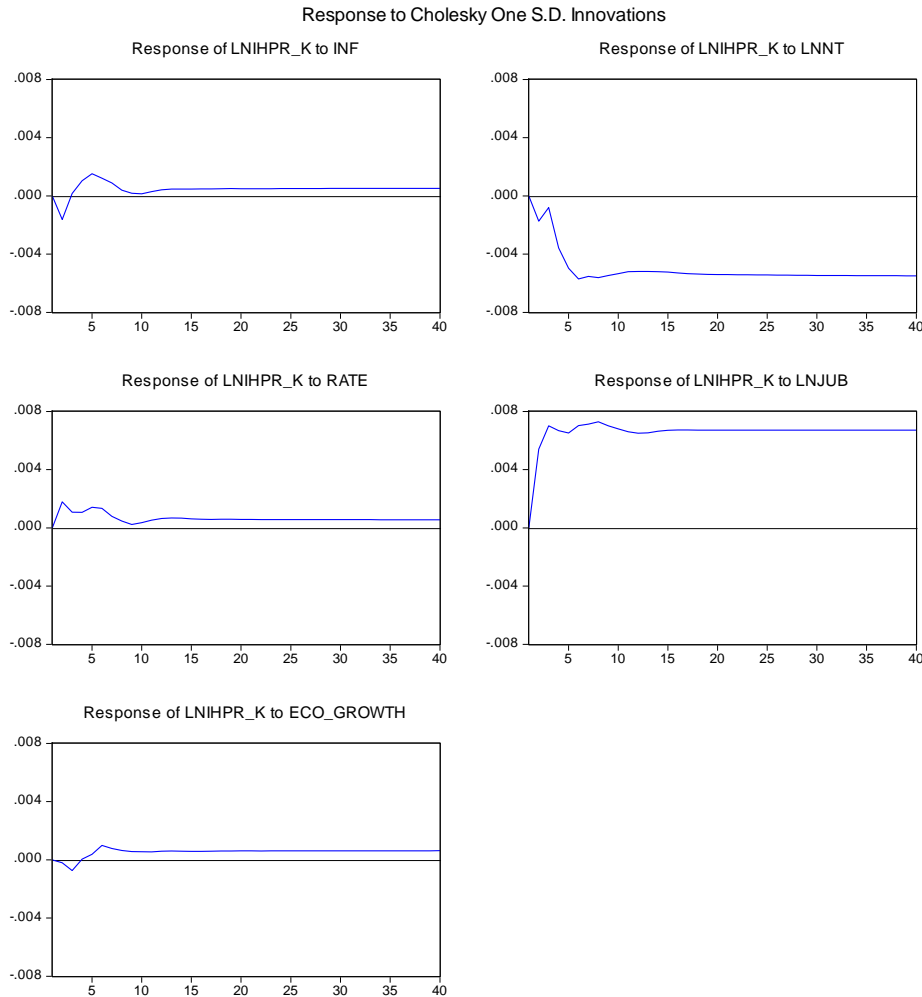 Response to Cholesky One S.D. Innovations
Response of LNIHPR_K to INF
.008
.004
.000
-.004
-.008
5 10 15 20 25 30 35 40
Response of LNIHPR_K to LNNT
.008
.004
.000
-.004
-.008
5 10 15 20 25 30 35 40
Response of LNIHPR_K to RATE
.008
.004
.000
-.004
-.008
5 10 15 20 25 30 35 40
Response of LNIHPR_K to LNJUB
.008
.004
.000
-.004
-.008
5 10 15 20 25 30 35 40
Response of LNIHPR_K to ECO_GROWTH
.008
.004
.000
-.004
-.008
5 10 15 20 25 30 35 40